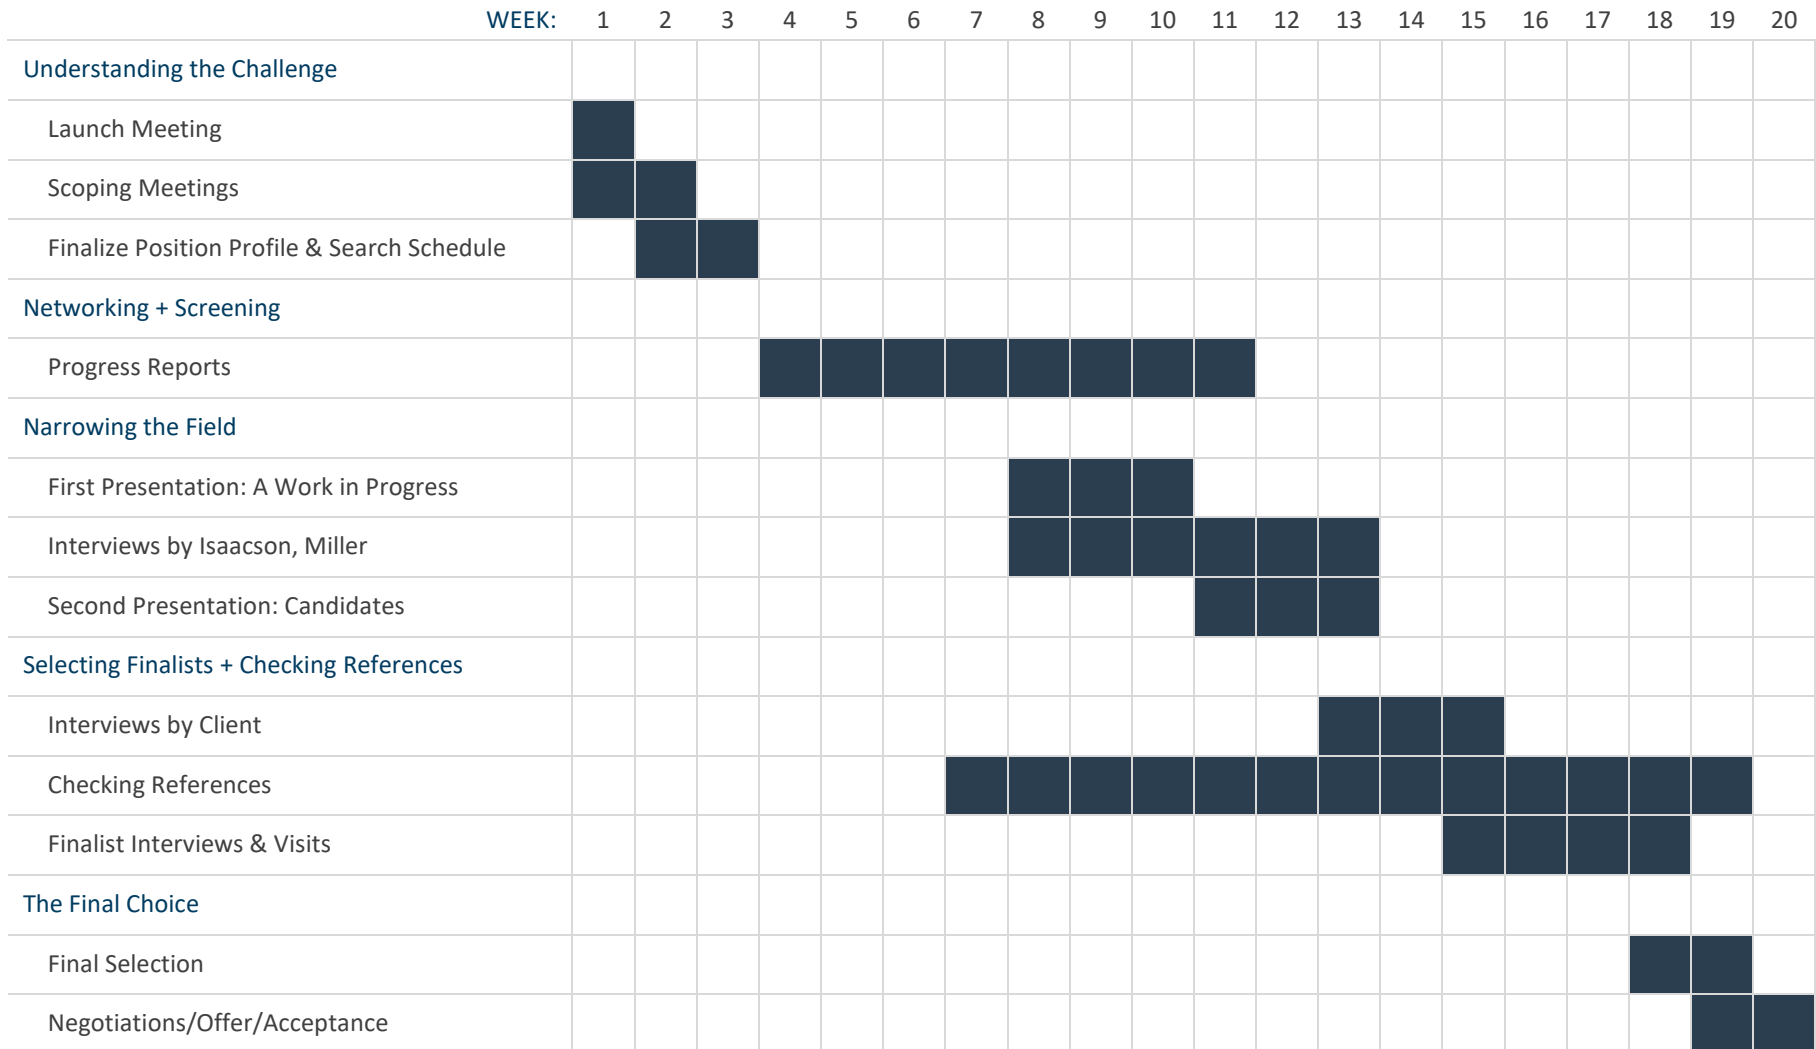 WEEK: 1 2 3 4 5 6 7 8 9 10 11 12 13 14 15 16 17 18 19 20
Understanding the Challenge
Launch Meeting
Scoping Meetings
Finalize Position Profile & Search Schedule
Networking + Screening
Progress Reports
Narrowing the Field
First Presentation: A Work in Progress
Interviews by Isaacson, Miller
Second Presentation: Candidates
Selecting Finalists + Checking References
Interviews by Client
Checking References
Finalist Interviews & Visits
The Final Choice
Final Selection
Negotiations/Offer/Acceptance